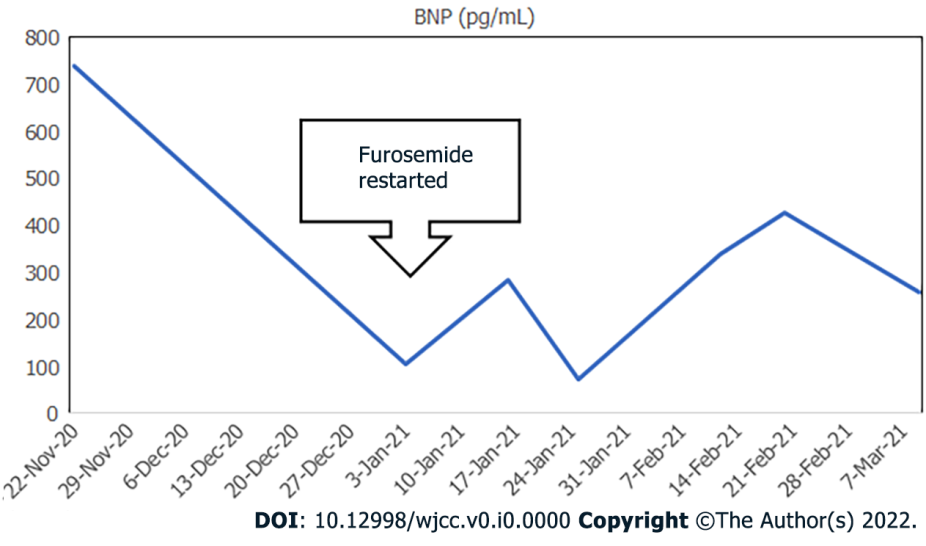 BNP (pg/mL)
800
700
600
500
400
300
200
100
0
Furosemide
restarted
22-Nov-20
29-Nov-20
6-Dec-20
13-Dec-20
20-Dec-20
27-Dec-20
3-Jan-21
10-Jan-21
17-Jan-21
24-Jan-21
31-Jan-21
7-Feb-21
14-Feb-21
21-Feb-21
28-Feb-21
7-Mar-21
DOI: 10.12998/wjcc.v0.i0.0000 Copyright ©The Author(s) 2022.